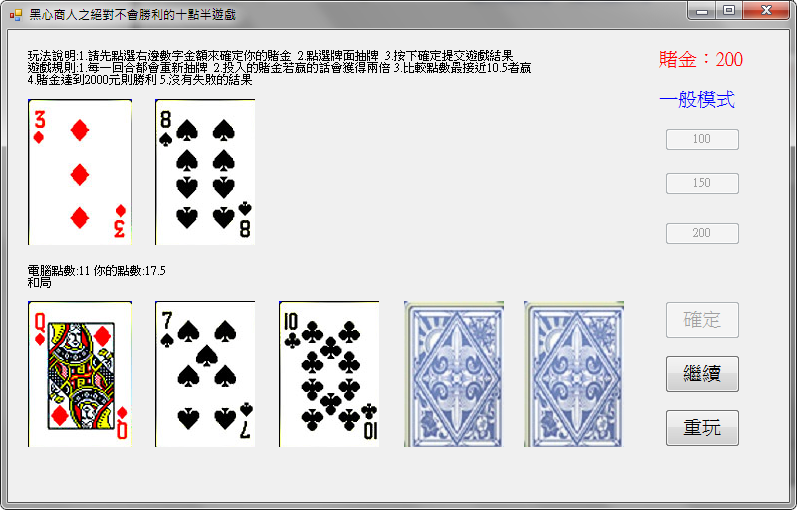 黑心商人之絕對不會勝利的十點半遊戲
玩法說明:1.請先點選右邊數字金額來確定你的賭金 2.點選牌面抽牌 3.按下確定提交遊戲結果
遊戲規則:1.每一回合都會重新抽牌 2.投入的賭金若贏的話會獲得兩倍 3.比較點數最接近10.5者贏
4.賭金達到2000元則勝利 5.沒有失敗的結果
賭金：200
一般模式
100
150
200
3
3
8
8
電腦點數:11 你的點數:17.5
和局
Q
Q
7
7
10
10
確定
繼續
重玩